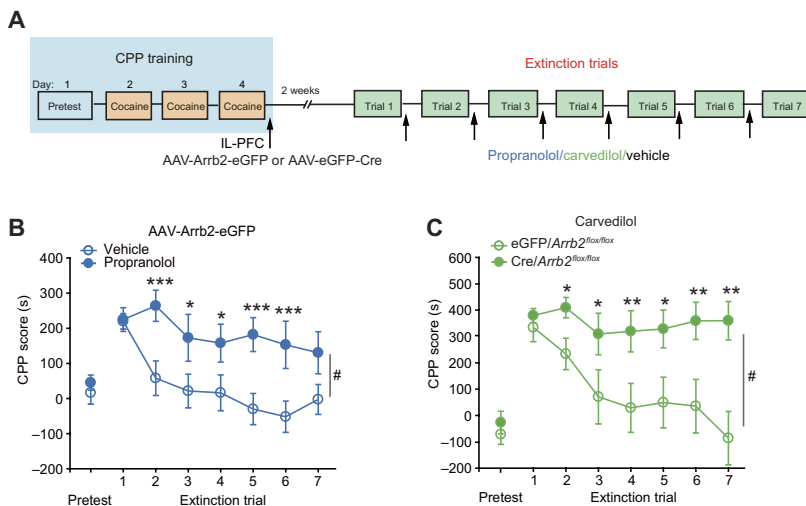 A
CPP training
Day: 1 2 3 4
Extinction trials
Pretest Cocaine Cocaine Cocaine 2 weeks Trial 1 Trial 2 Trial 3 Trial 4 Trial 5 Trial 6 Trial 7
IL-PFC
AAV-Arrb2-eGFP or AAV-eGFP-Cre
Propranolol/carvedilol/vehicle
B
AAV-Arrb2-eGFP
Vehicle
Propranolol
CPP score (s)
400
300
200
100
0
–100
–200
*** * * *** ***
#
1 2 3 4 5 6 7
Pretest Extinction trial
C
Carvedilol
eGFP/Arrb2flox/flox
Cre/Arrb2flox/flox
CPP score (s)
600
500
400
300
200
100
0
–100
–200
* * ** * ** **
#
1 2 3 4 5 6 7
Pretest Extinction trial